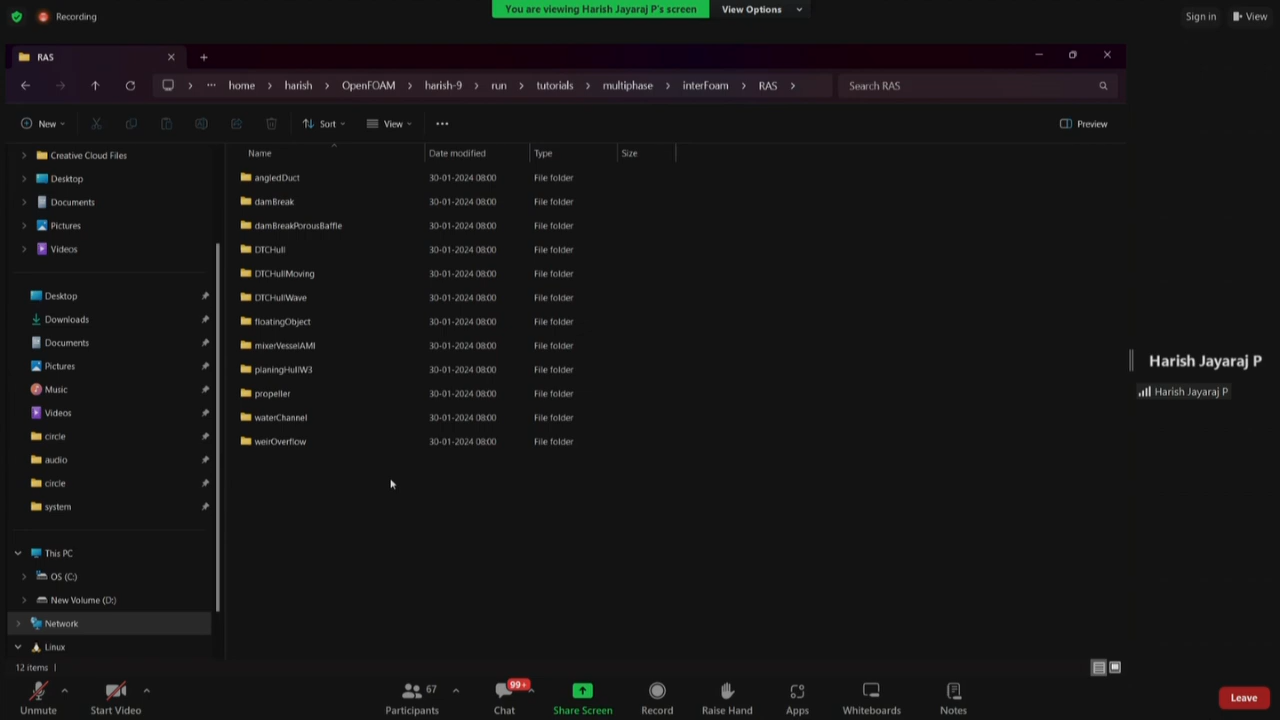 Recording
You are viewing Harish Jayaraj P's screen
View Options
Sign in
View
RAS
home > harish > OpenFOAM > harish-9 > run > tutorials > multiphase > interFoam > RAS >
Search RAS
New
Sort
View
Preview
Name
Date modified
Type
Size
Creative Cloud Files
Desktop
Documents
Pictures
Videos
Desktop
Downloads
Documents
Pictures
Music
Videos
circle
audio
circle
system
This PC
OS (C:)
New Volume (D:)
Network
Linux
angledDuct 30-01-2024 08:00 File folder
damBreak 30-01-2024 08:00 File folder
damBreakPorousBaffle 30-01-2024 08:00 File folder
DTCHull 30-01-2024 08:00 File folder
DTCHullMoving 30-01-2024 08:00 File folder
DTCHullWave 30-01-2024 08:00 File folder
floatingObject 30-01-2024 08:00 File folder
mixerVesselAMI 30-01-2024 08:00 File folder
planingHullW3 30-01-2024 08:00 File folder
propeller 30-01-2024 08:00 File folder
waterChannel 30-01-2024 08:00 File folder
weirOverflow 30-01-2024 08:00 File folder
Harish Jayaraj P
Harish Jayaraj P
12 items
Unmute
Start Video
67
Participants
99+
Chat
Share Screen
Record
Raise Hand
Apps
Whiteboards
Notes
Leave